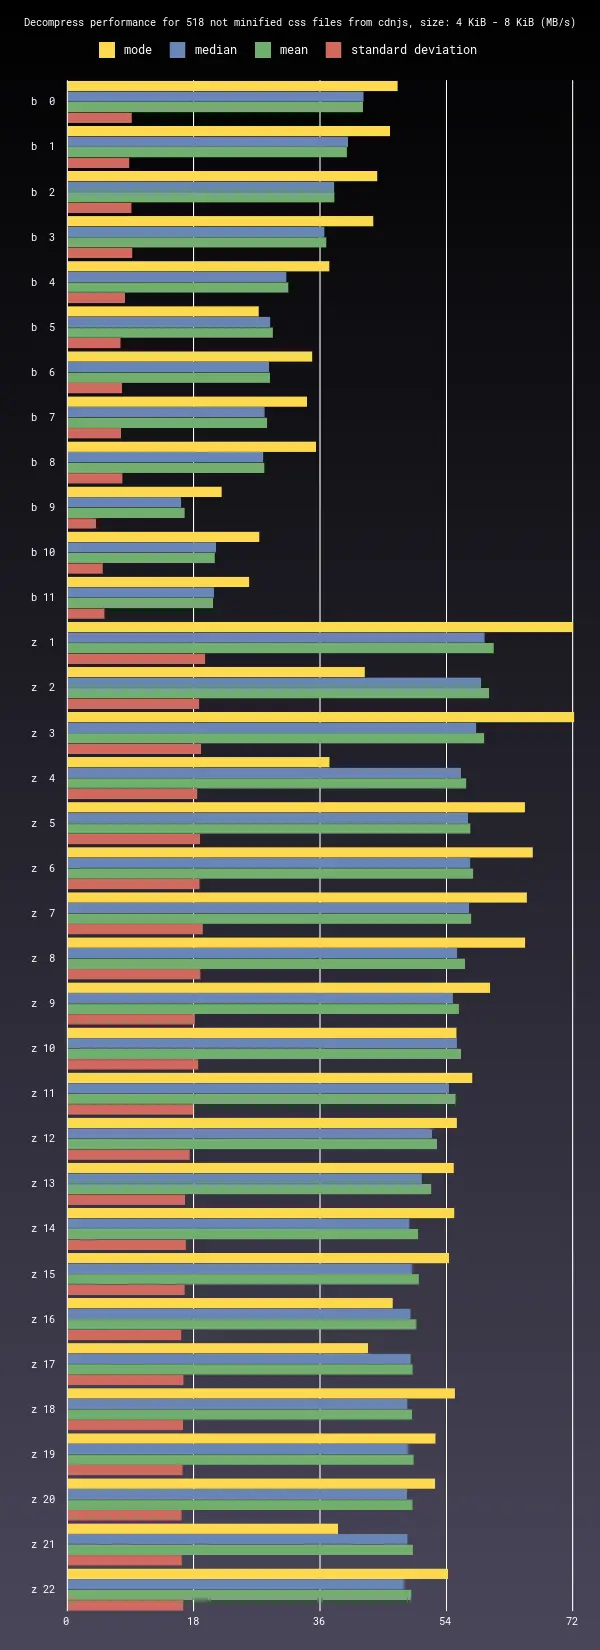 Decompress performance for 518 not minified css files from cdnjs, size: 4 KiB - 8 KiB (MB/s)
mode median mean standard deviation
b 0
b 1
b 2
b 3
b 4
b 5
b 6
b 7
b 8
b 9
b 10
b 11
z 1
z 2
z 3
z 4
z 5
z 6
z 7
z 8
z 9
z 10
z 11
z 12
z 13
z 14
z 15
z 16
z 17
z 18
z 19
z 20
z 21
z 22
0 18 36 54 72